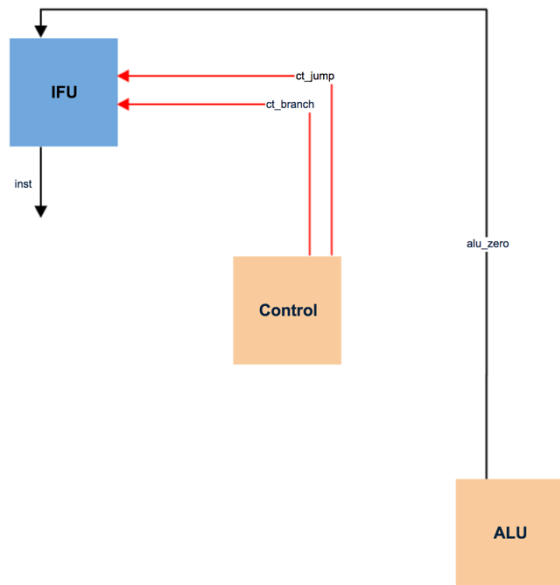 IFU
ct_jump
ct_branch
inst
alu_zero
Control
ALU